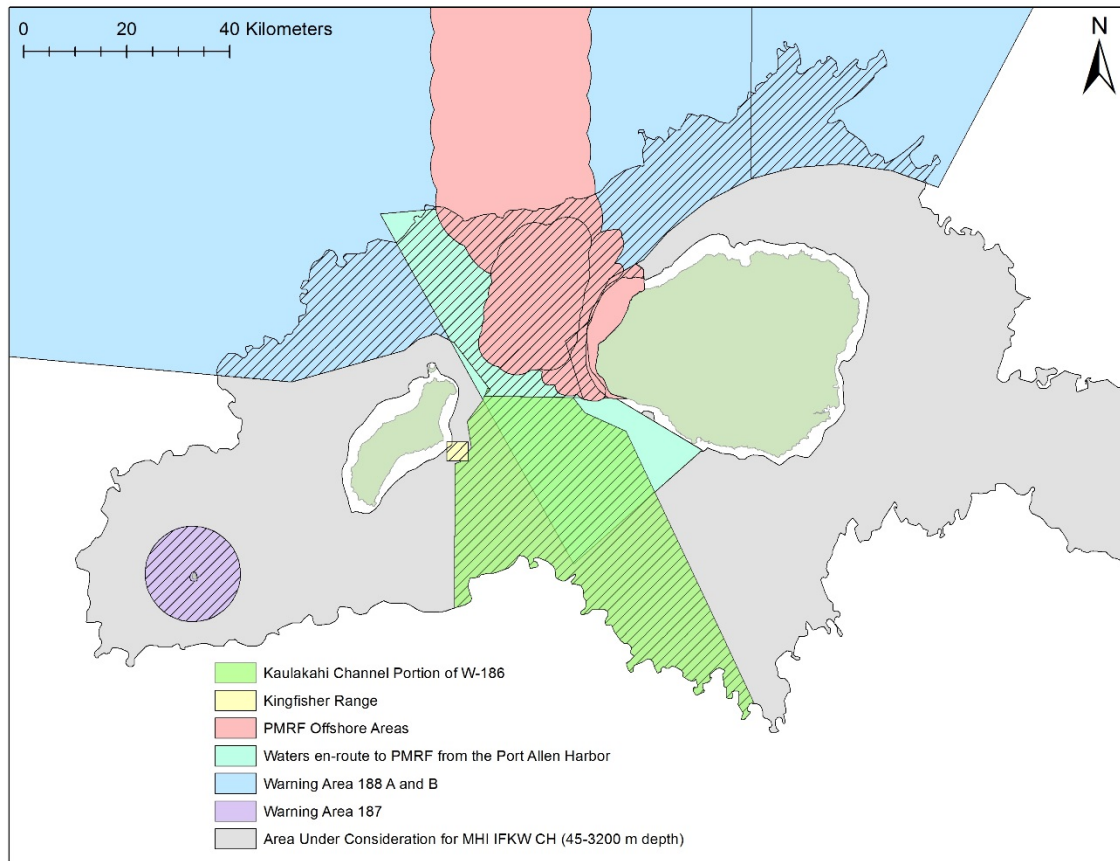 0 20 40 Kilometers
N
Kaulakahi Channel Portion of W-186
Kingfisher Range
PMRF Offshore Areas
Waters en-route to PMRF from the Port Allen Harbor
Warning Area 188 A and B
Warning Area 187
Area Under Consideration for MHI IFKW CH (45-3200 m depth)